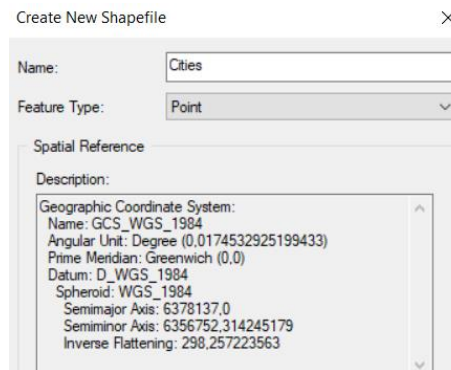 Create New Shapefile
Name: Cities
Feature Type: Point
Spatial Reference
Description:
Geographic Coordinate System:
Name: GCS_WGS_1984
Angular Unit: Degree (0,0174532925199433)
Prime Meridian: Greenwich (0,0)
Datum: D_WGS_1984
Spheroid: WGS_1984
Semimajor Axis: 6378137,0
Semiminor Axis: 6356752,314245179
Inverse Flattening: 298,257223563